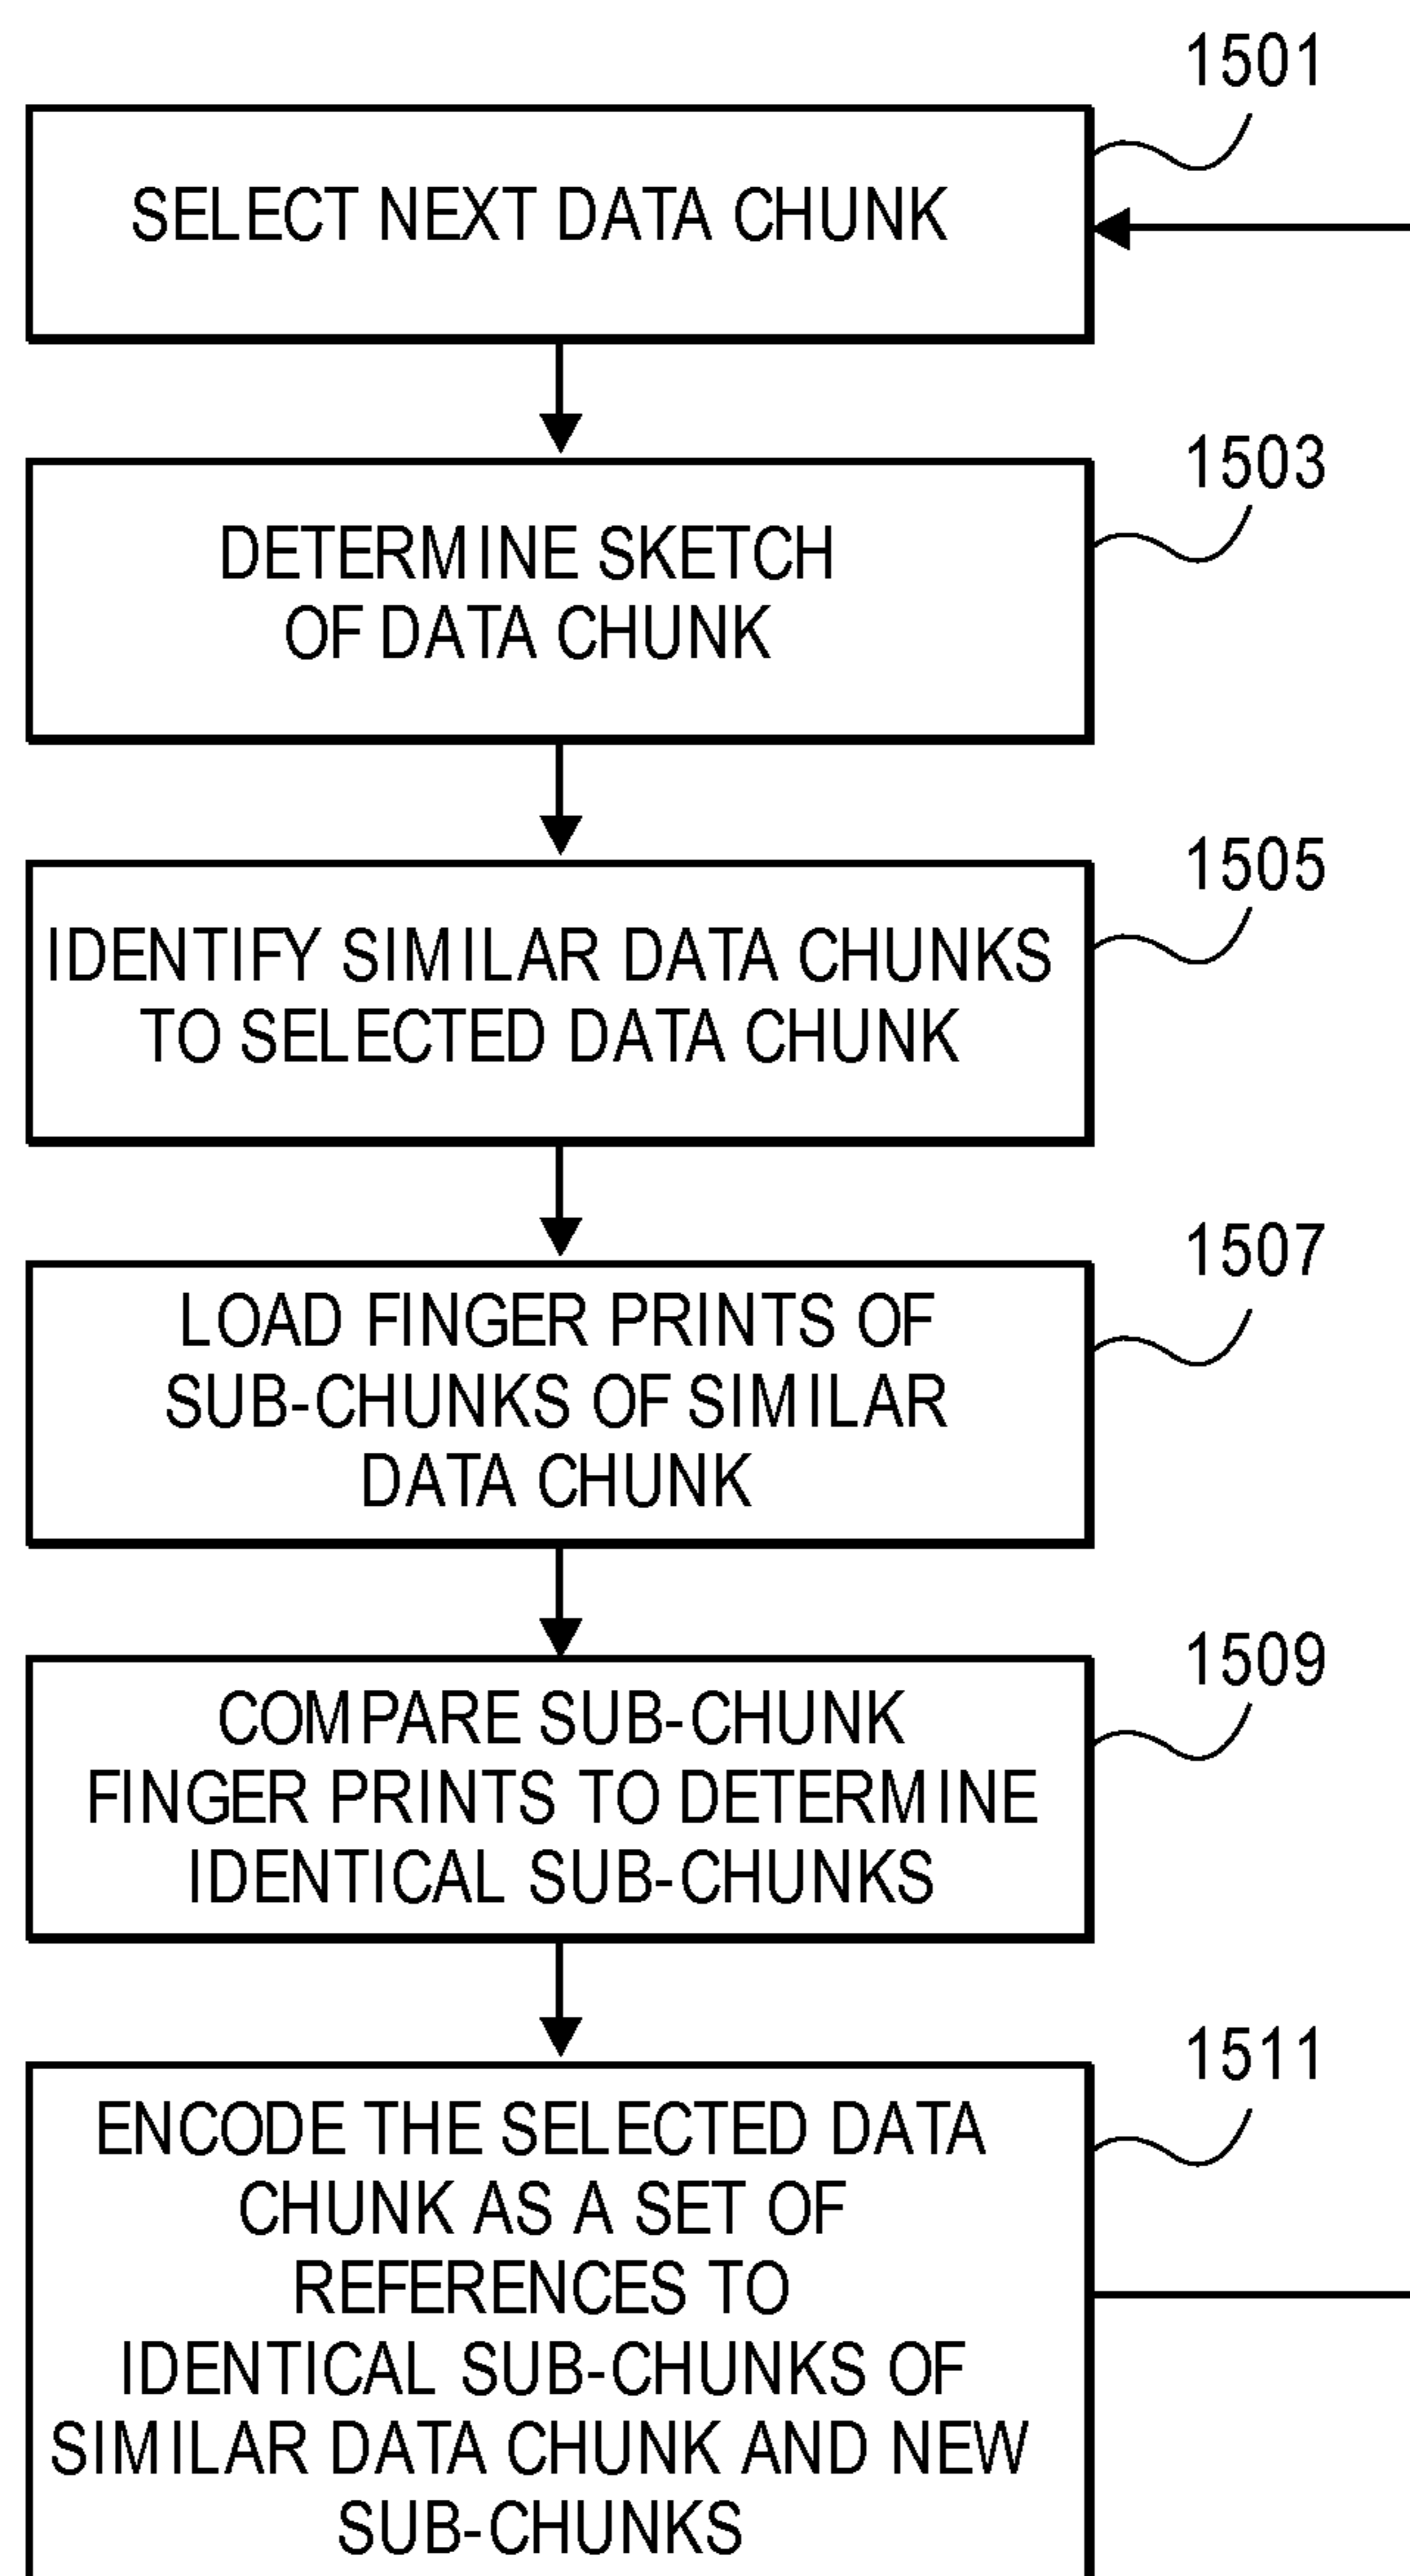 1501
SELECT NEXT DATA CHUNK
1503
DETERMINE SKETCH
OF DATA CHUNK
1505
IDENTIFY SIMILAR DATA CHUNKS
TO SELECTED DATA CHUNK
1507
LOAD FINGER PRINTS OF
SUB-CHUNKS OF SIMILAR
DATA CHUNK
1509
COMPARE SUB-CHUNK
FINGER PRINTS TO DETERMINE
IDENTICAL SUB-CHUNKS
1511
ENCODE THE SELECTED DATA
CHUNK AS A SET OF
REFERENCES TO
IDENTICAL SUB-CHUNKS OF
SIMILAR DATA CHUNK AND NEW
SUB-CHUNKS